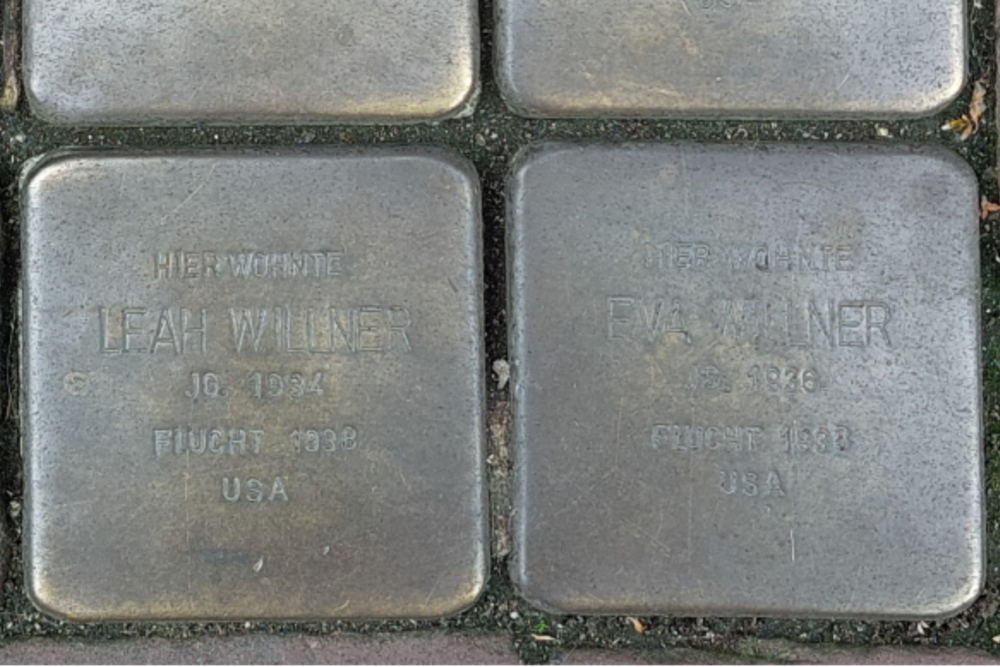 HIER WOHNTE
LEAH WILLNER
JG. 1934
FLUCHT 1938
USA
HIER WOHNTE
EVA WILLNER
JG. 1936
FLUCHT 1938
USA